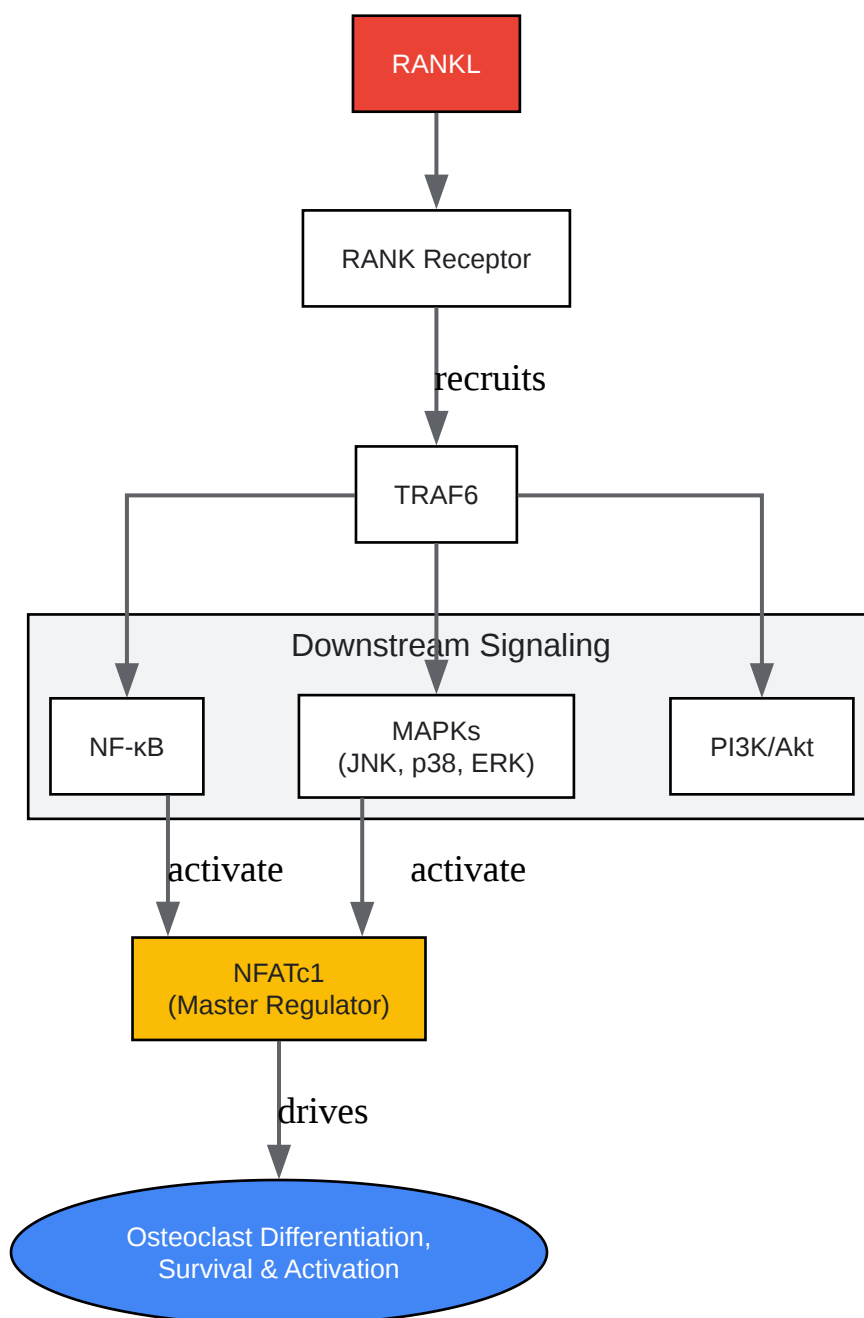 RANKL
RANK Receptor
recruits
TRAF6
Downstream Signaling
NF-κB
MAPKs
(JNK, p38, ERK)
PI3K/Akt
activate
activate
NFATc1
(Master Regulator)
drives
Osteoclast Differentiation,
Survival & Activation